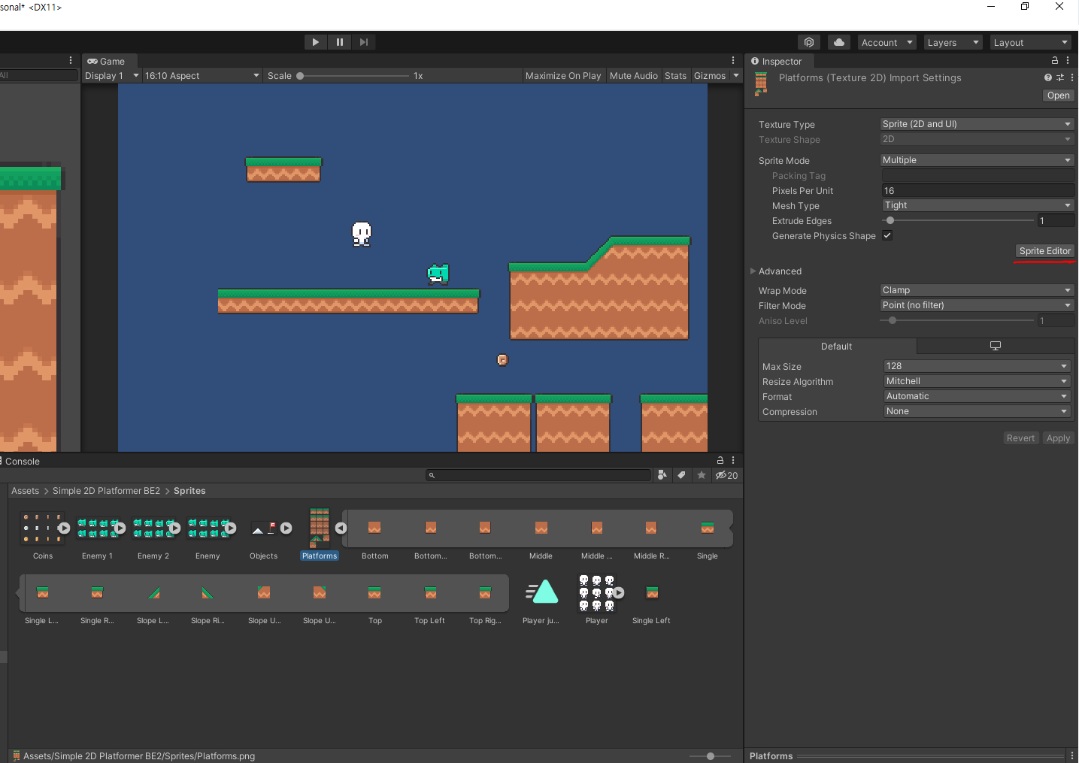 sonal* <DX11>
Account
Layers
Layout
All
Game
Inspector
Display 1
16:10 Aspect
Scale
1x
Maximize On Play
Mute Audio
Stats
Gizmos
Platforms (Texture 2D) Import Settings
Open
Texture Type
Sprite (2D and UI)
Texture Shape
2D
Sprite Mode
Multiple
Packing Tag
Pixels Per Unit
16
Mesh Type
Tight
Extrude Edges
1
Generate Physics Shape
Sprite Editor
Advanced
Wrap Mode
Clamp
Filter Mode
Point (no filter)
Aniso Level
1
Default
Max Size
128
Resize Algorithm
Mitchell
Format
Automatic
Compression
None
Revert
Apply
Console
20
Assets > Simple 2D Platformer BE2 > Sprites
Coins
Enemy 1
Enemy 2
Enemy
Objects
Platforms
Bottom
Bottom...
Bottom...
Middle
Middle ...
Middle R...
Single
Single L...
Single R...
Slope L...
Slope Ri...
Slope U...
Slope U...
Top
Top Left
Top Rig...
Player ju...
Player
Single Left
Assets/Simple 2D Platformer BE2/Sprites/Platforms.png
Platforms